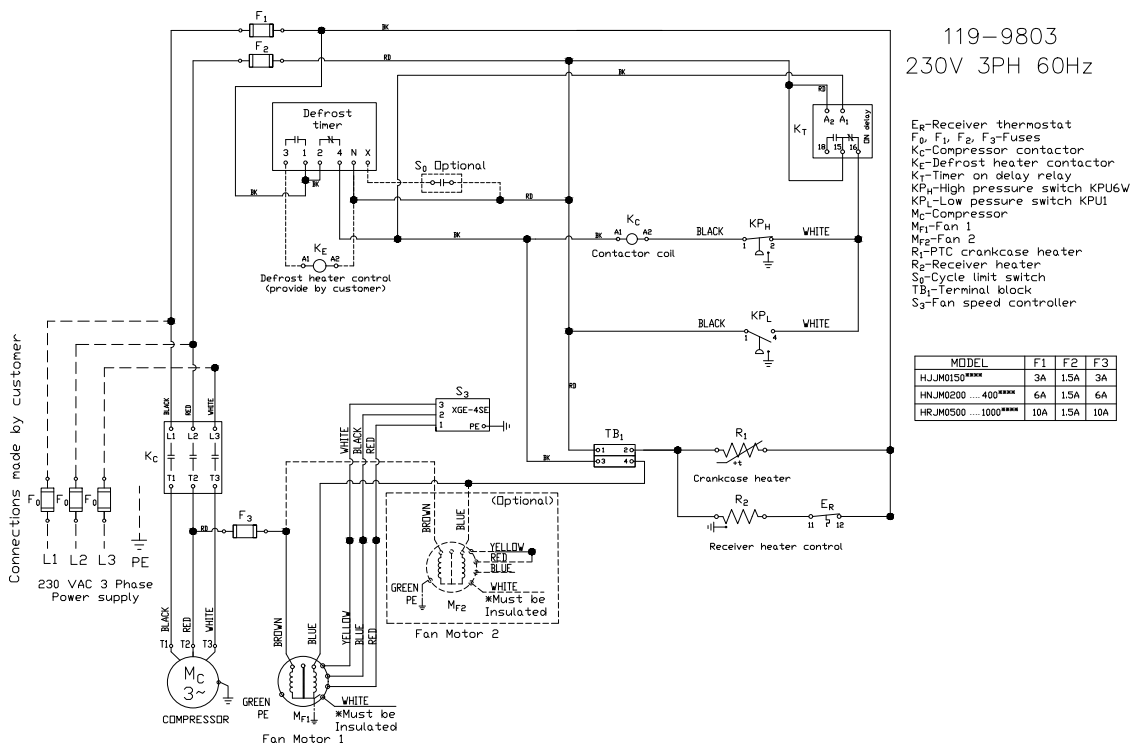 119-9803
230V 3PH 60Hz
ER-Receiver thermostat
F0, F1, F2, F3-Fuses
KC-Compressor contactor
KE-Defrost heater contactor
KT-Timer on delay relay
KPH-High pressure switch KPU6W
KPL-Low pessure switch KPU1
MC-Compressor
MF1-Fan 1
MF2-Fan 2
R1-PTC crankcase heater
R2-Receiver heater
S0-Cycle limit switch
TB1-Terminal block
S3-Fan speed controller
MODEL F1 F2 F3
HJJM0150**** 3A 1.5A 3A
HNJM0200 .... 400**** 6A 1.5A 6A
HRJM0500 .... 1000**** 10A 1.5A 10A
F1
BK
F2
RD
BK
Defrost
timer
3 1 2 4 N X
BK
BK
S0 Optional
RD
KE
A1 A2
Defrost heater control
(provide by customer)
RD
A2 A1
KT
ON delay
18 15 16
BK
BK
KC
A1 A2
Contactor coil
BLACK
KPH
1 2
WHITE
BLACK
KPL
1 4
WHITE
RD
Connections made by customer
BLACK
RED
WHITE
L1 L2 L3
KC
T1 T2 T3
F0 F0 F0
L1 L2 L3 PE
230 VAC 3 Phase
Power supply
RD
F3
S3
3
2
1
XGE-4SE
PE
WHITE
BLACK
RED
BK
TB1
1 2
3 4
R1
+t
Crankcase heater
R2
ER
11 12
Receiver heater control
(Optional)
BROWN
BLUE
YELLOW
RED
BLUE
WHITE
*Must be
Insulated
GREEN
PE
MF2
Fan Motor 2
BLACK
RED
WHITE
T1 T2 T3
MC
3~
COMPRESSOR
BROWN
BLUE
YELLOW
BLUE
RED
GREEN
PE
MF1
WHITE
*Must be
Insulated
Fan Motor 1